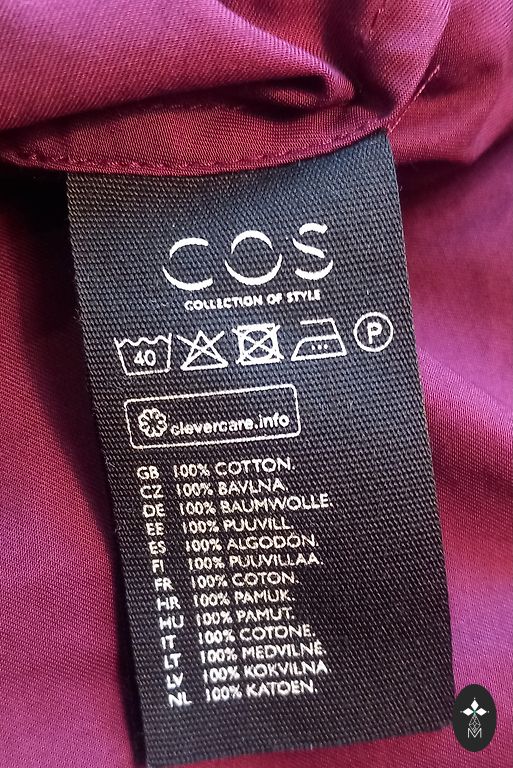 COS
COLLECTION OF STYLE
40
P
clevercare.info
GB 100% COTTON.
CZ 100% BAVLNA.
DE 100% BAUMWOLLE.
EE 100% PUUVILL.
ES 100% ALGODÓN.
FI 100% PUUVILLAA.
FR 100% COTON.
HR 100% PAMUK.
HU 100% PAMUT.
IT 100% COTONE.
LT 100% MEDVILNĖ.
LV 100% KOKVILNA
NL 100% KATOEN.
M